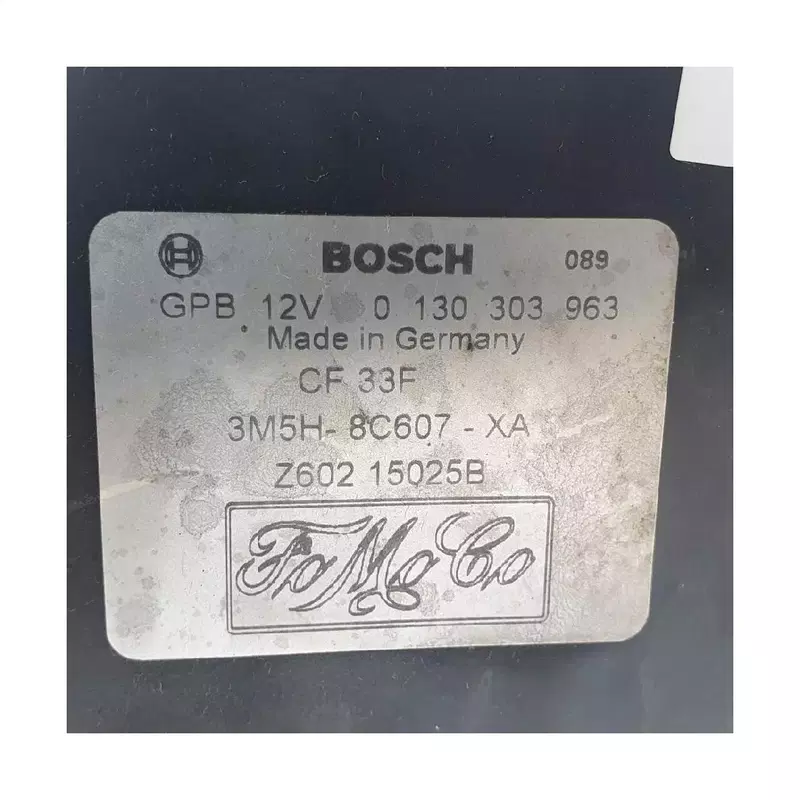 BOSCH 089
GPB 12V 0 130 303 963
Made in Germany
CF 33F
3M5H- 8C607 - XA
Z602 15025B
FoMoCo